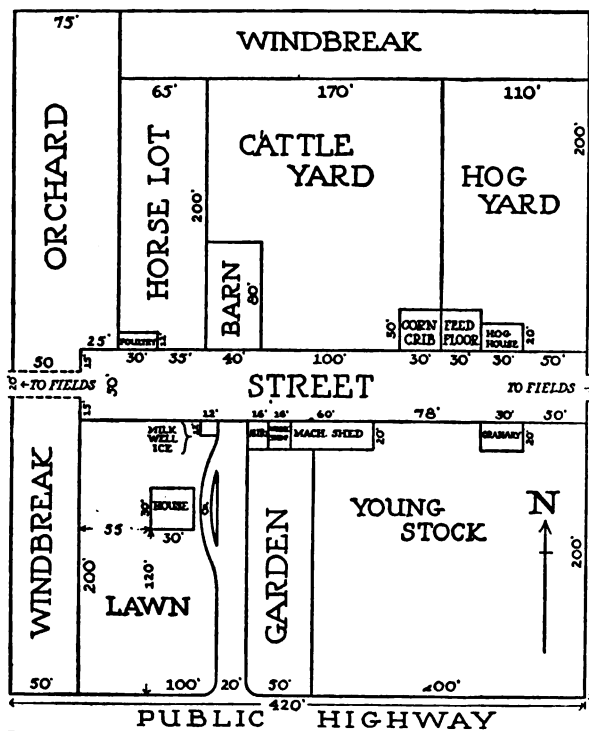 75'
WINDBREAK
65' 170' 110'
ORCHARD
HORSE LOT
200'
CATTLE
YARD
HOG
YARD
200'
BARN
80'
50'
CORN
CRIB
FEED
FLOOR
HOG
HOUSE
20'
POULTRY
12'
25' 30' 35' 40' 100' 30' 30' 30' 50'
50
15'
20'
←TO FIELDS
50'
STREET
TO FIELDS→
15'
12' 16' 16' 60' 78' 30' 50'
MILK
WELL
ICE
MACH. SHED
20'
GRANARY
20'
WINDBREAK
200'
HOUSE
30'
30'
55
120'
LAWN
GARDEN
YOUNG
STOCK
N
200'
50' 100' 20' 50' 200'
420'
PUBLIC HIGHWAY